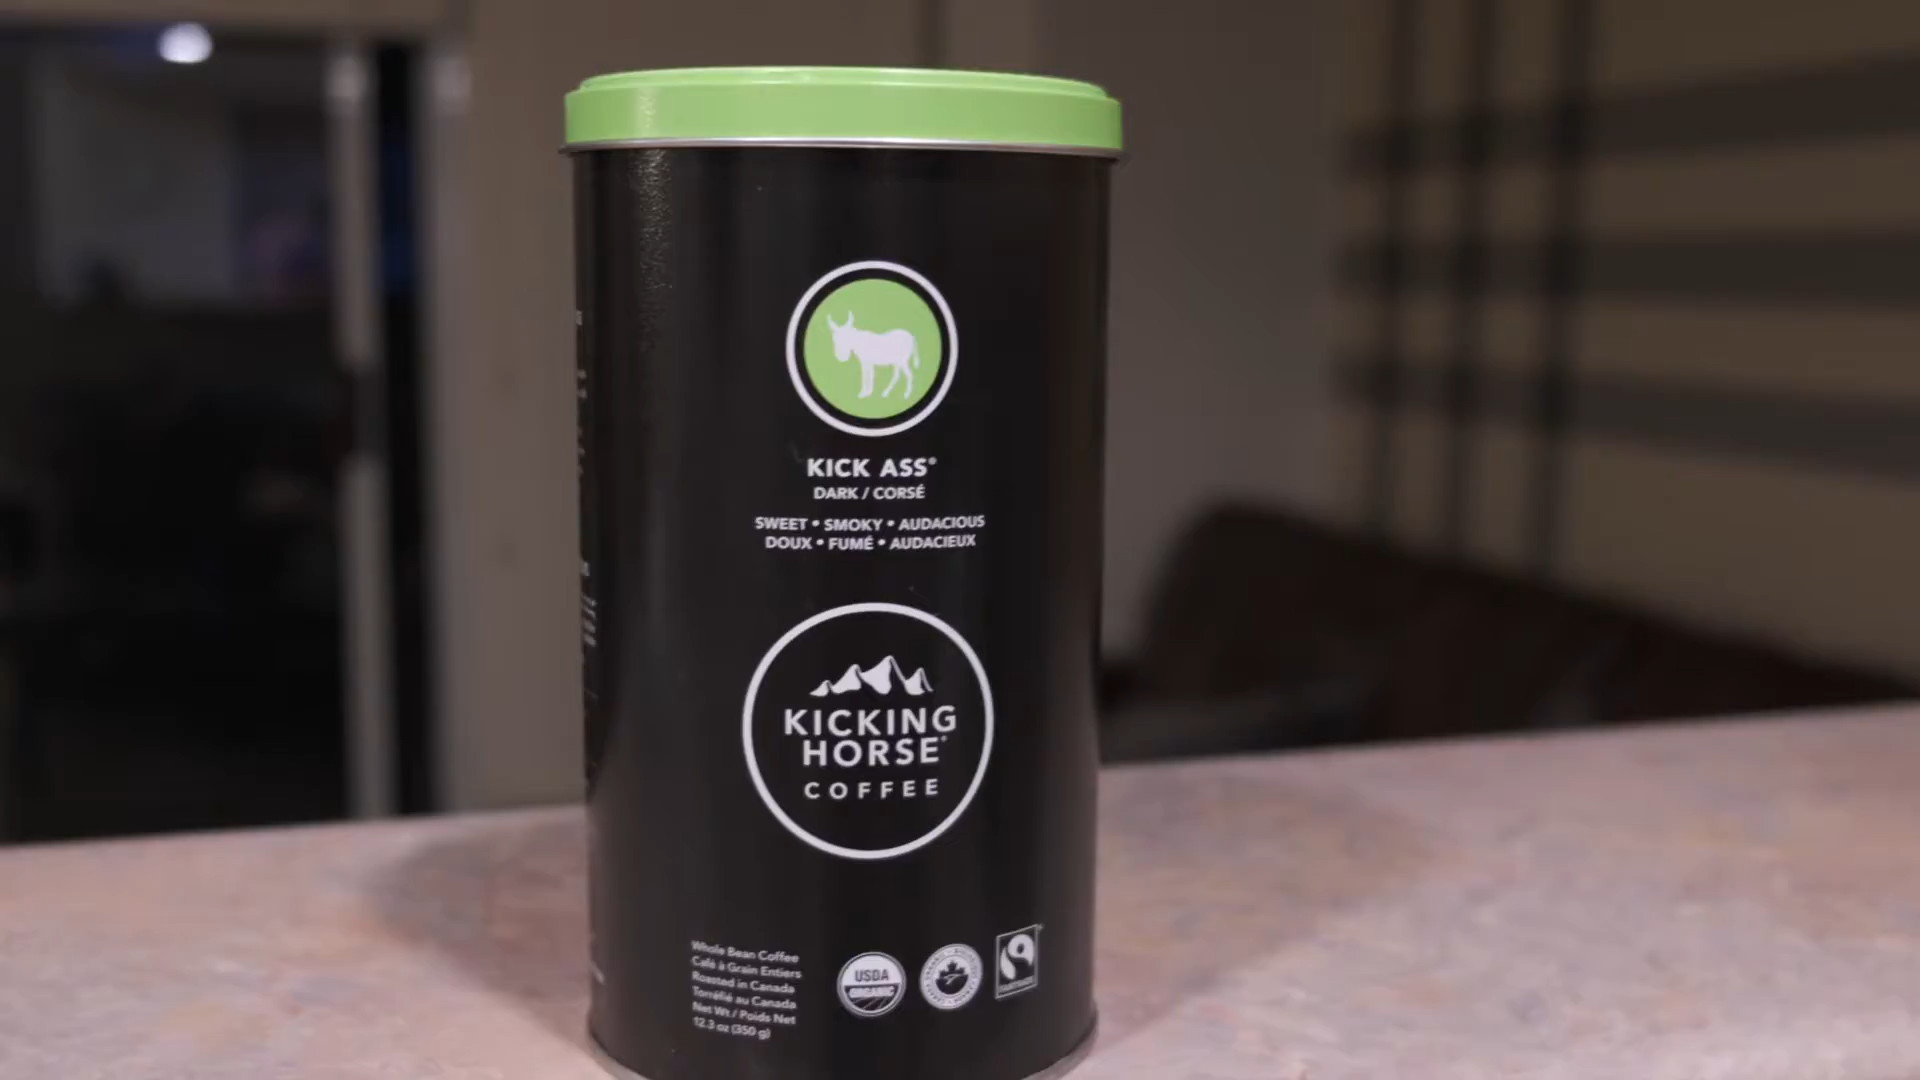 KICK ASS®
DARK / CORSÉ
SWEET • SMOKY • AUDACIOUS
DOUX • FUMÉ • AUDACIEUX
KICKING
HORSE®
COFFEE
Whole Bean Coffee
Café à Grain Entiers
Roasted in Canada
Torréfié au Canada
Net Wt / Poids Net
12.3 oz (350 g)
USDA
ORGANIC
FAIRTRADE